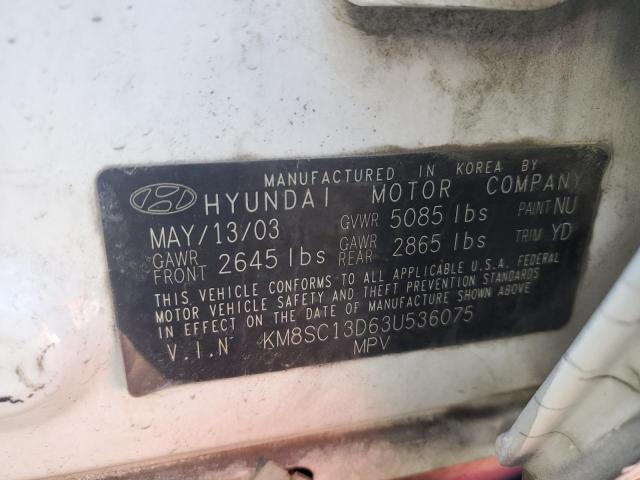 MANUFACTURED IN KOREA BY
HYUNDAI MOTOR COMPANY
MAY/13/03 GVWR 5085 lbs PAINT NU
GAWR FRONT 2645 lbs GAWR REAR 2865 lbs TRIM YD
THIS VEHICLE CONFORMS TO ALL APPLICABLE U.S.A. FEDERAL
MOTOR VEHICLE SAFETY AND THEFT PREVENTION STANDARDS
IN EFFECT ON THE DATE OF MANUFACTURE SHOWN ABOVE
V.I.N KM8SC13D63U536075
MPV